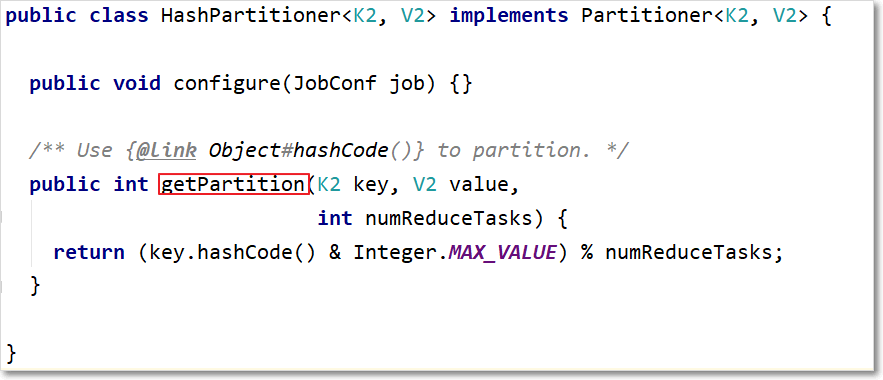 public class HashPartitioner<K2, V2> implements Partitioner<K2, V2> {
public void configure(JobConf job) {}
/** Use {@link Object#hashCode()} to partition. */
public int getPartition(K2 key, V2 value,
int numReduceTasks) {
return (key.hashCode() & Integer.MAX_VALUE) % numReduceTasks;
}
}